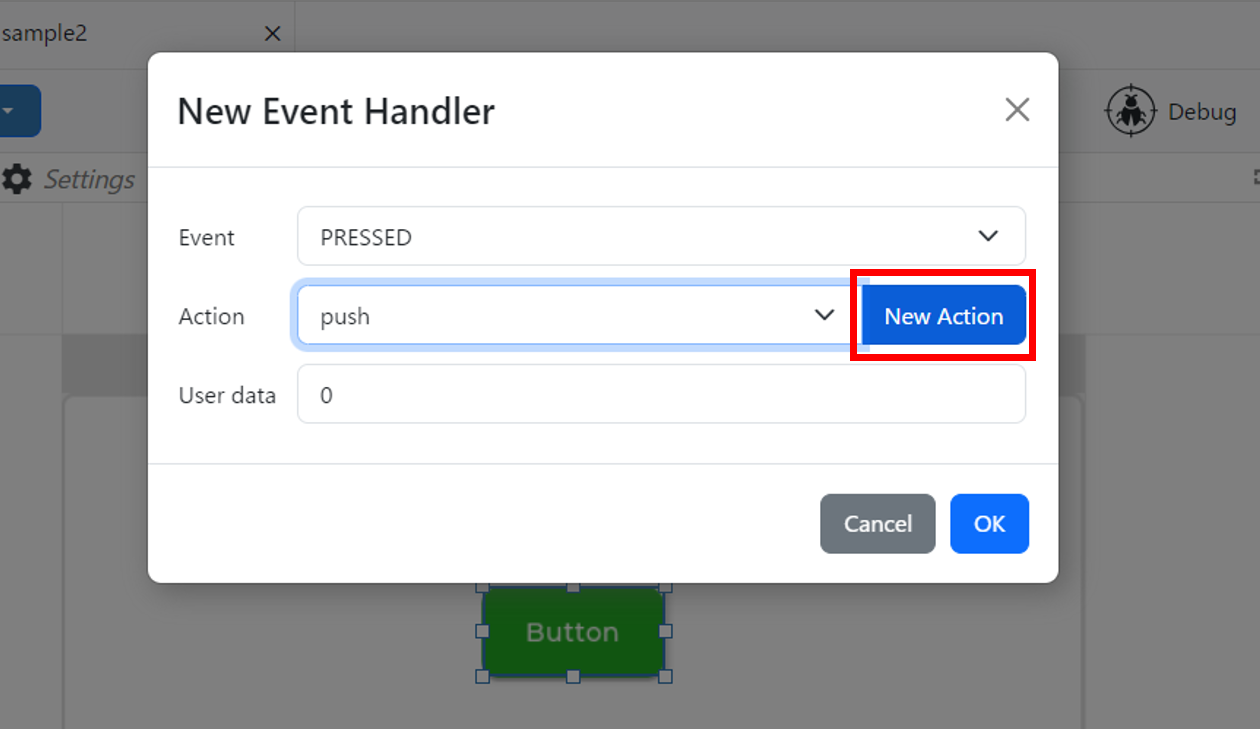 sample2
New Event Handler
Debug
Settings
Event
PRESSED
Action
push
New Action
User data
0
Cancel
OK
Button